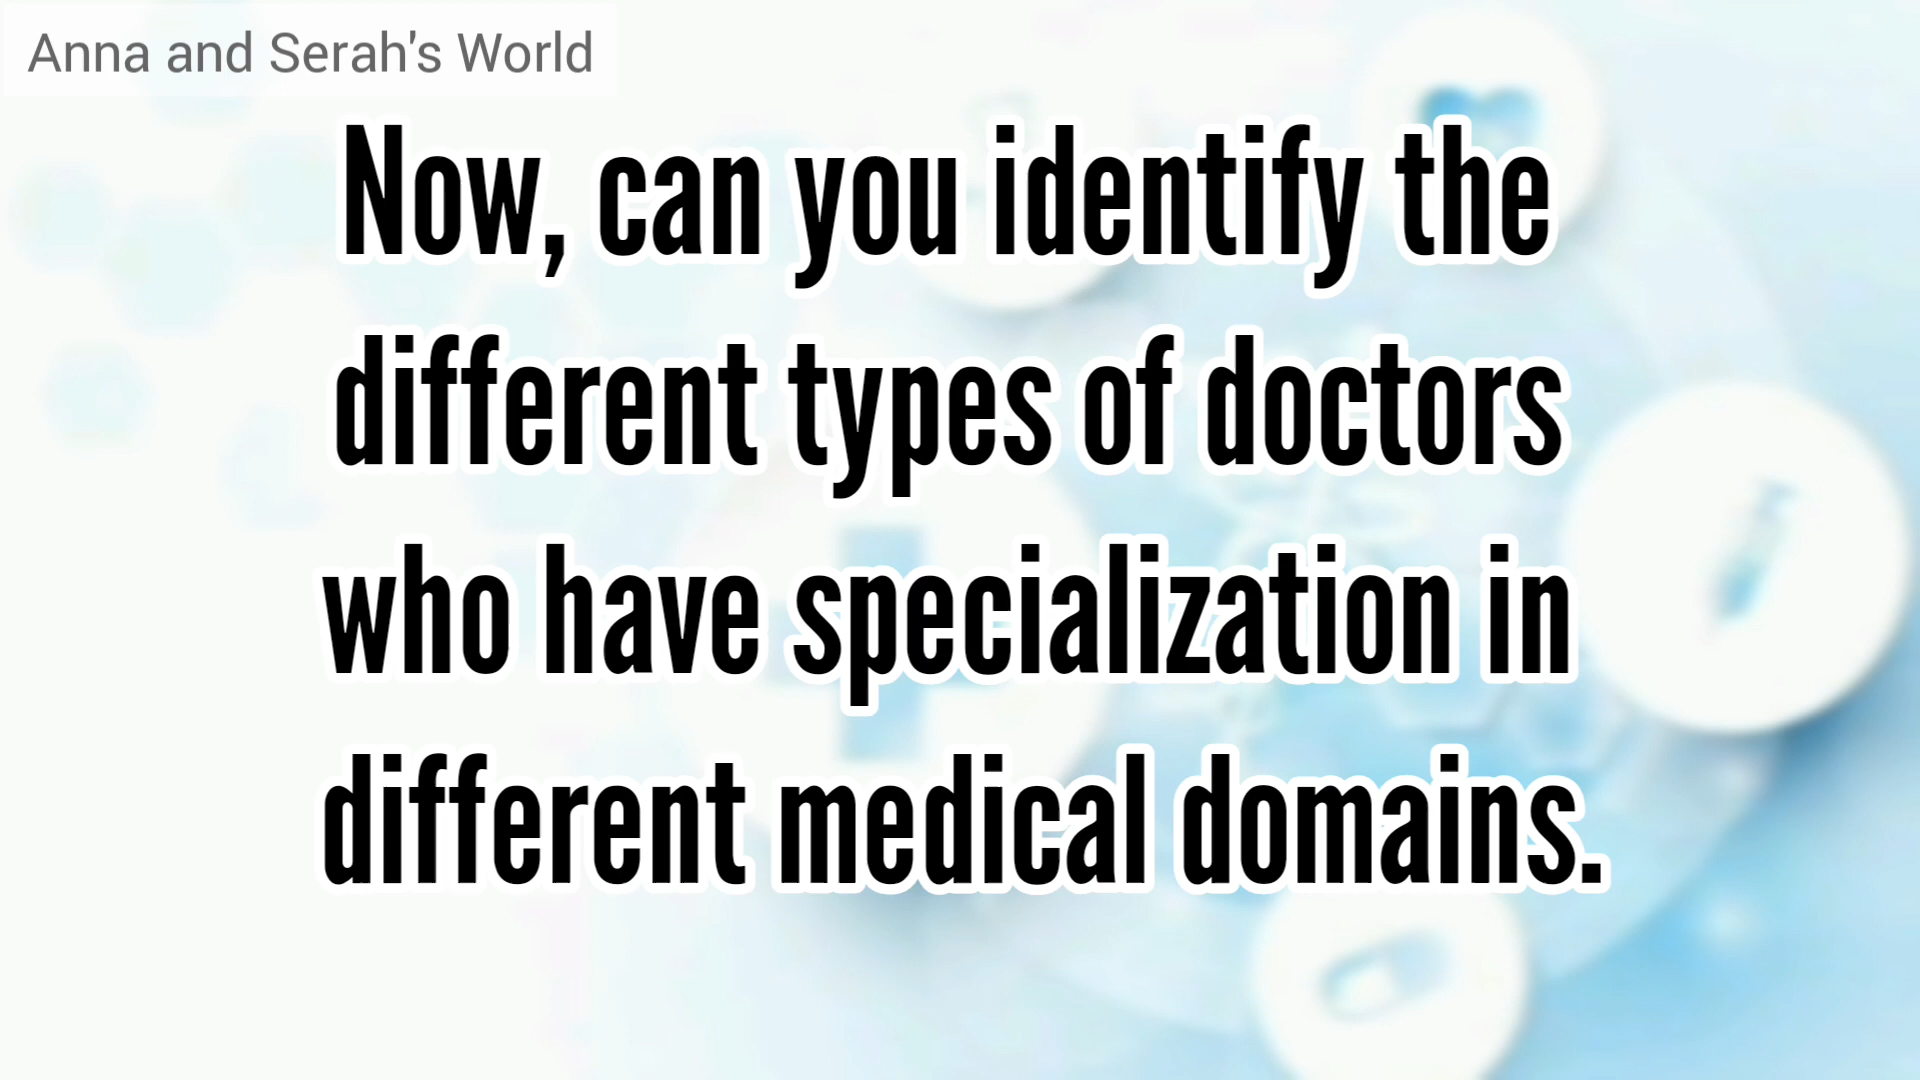 Anna and Serah's World
Now, can you identify the
different types of doctors
who have specialization in
different medical domains.